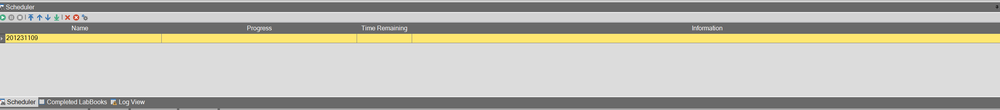 Scheduler
Name Progress Time Remaining Information
201231109
Scheduler Completed LabBooks Log View